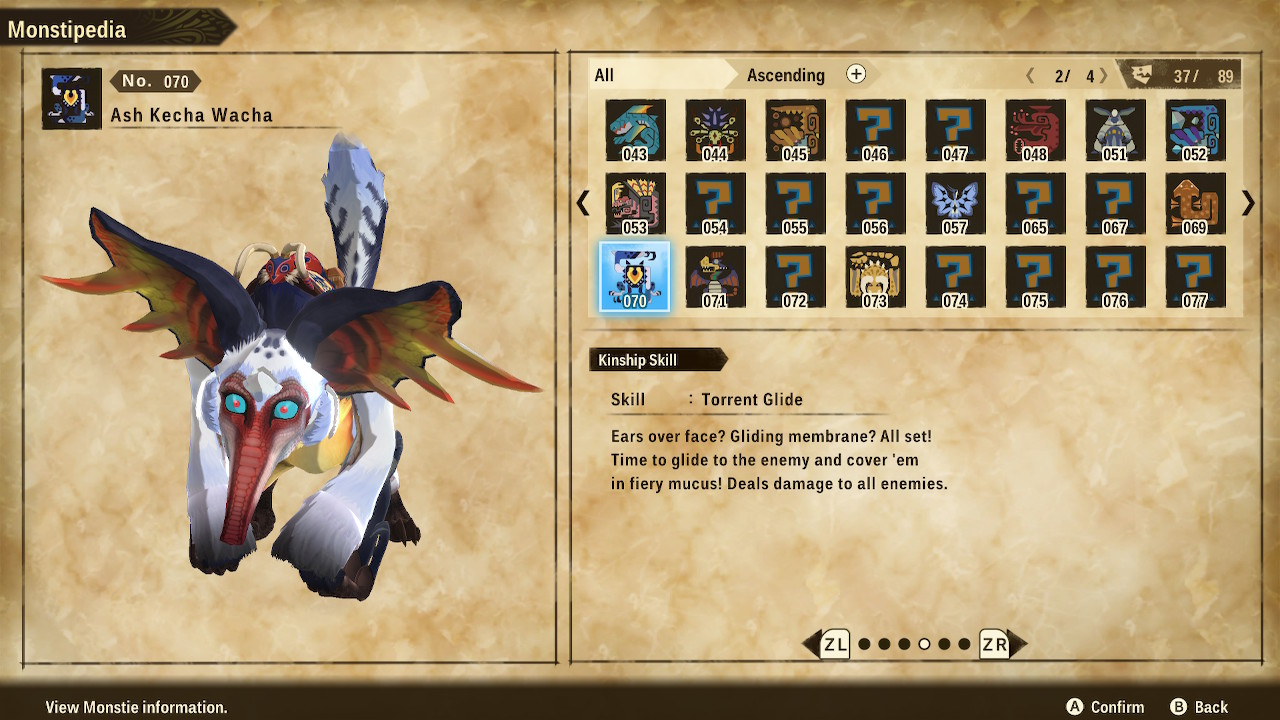 Monstipedia
No. 070
Ash Kecha Wacha
All
Ascending
2/ 4
37/ 89
043 044 045 046 047 048 051 052
053 054 055 056 057 065 067 069
070 071 072 073 074 075 076 077
Kinship Skill
Skill : Torrent Glide
Ears over face? Gliding membrane? All set!
Time to glide to the enemy and cover 'em
in fiery mucus! Deals damage to all enemies.
ZL ZR
View Monstie information.
A Confirm B Back